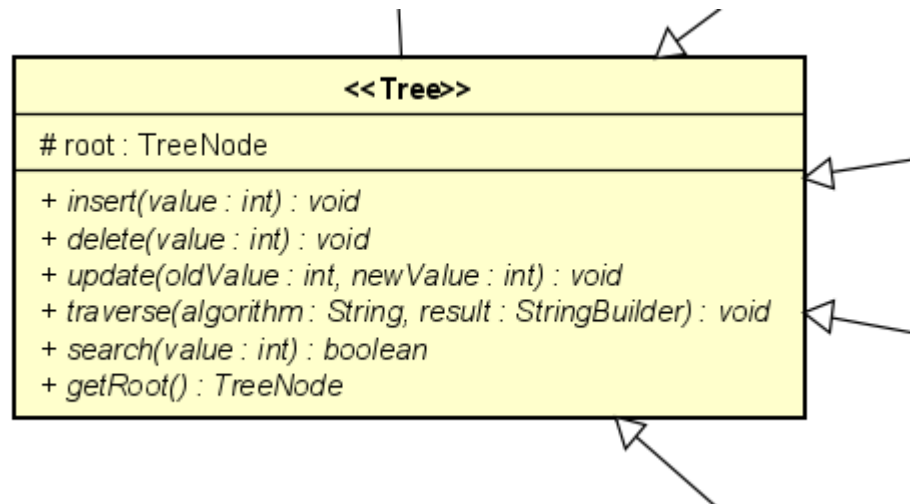 <<Tree>>
# root : TreeNode
+ insert(value : int) : void
+ delete(value : int) : void
+ update(oldValue : int, newValue : int) : void
+ traverse(algorithm : String, result : StringBuilder) : void
+ search(value : int) : boolean
+ getRoot() : TreeNode